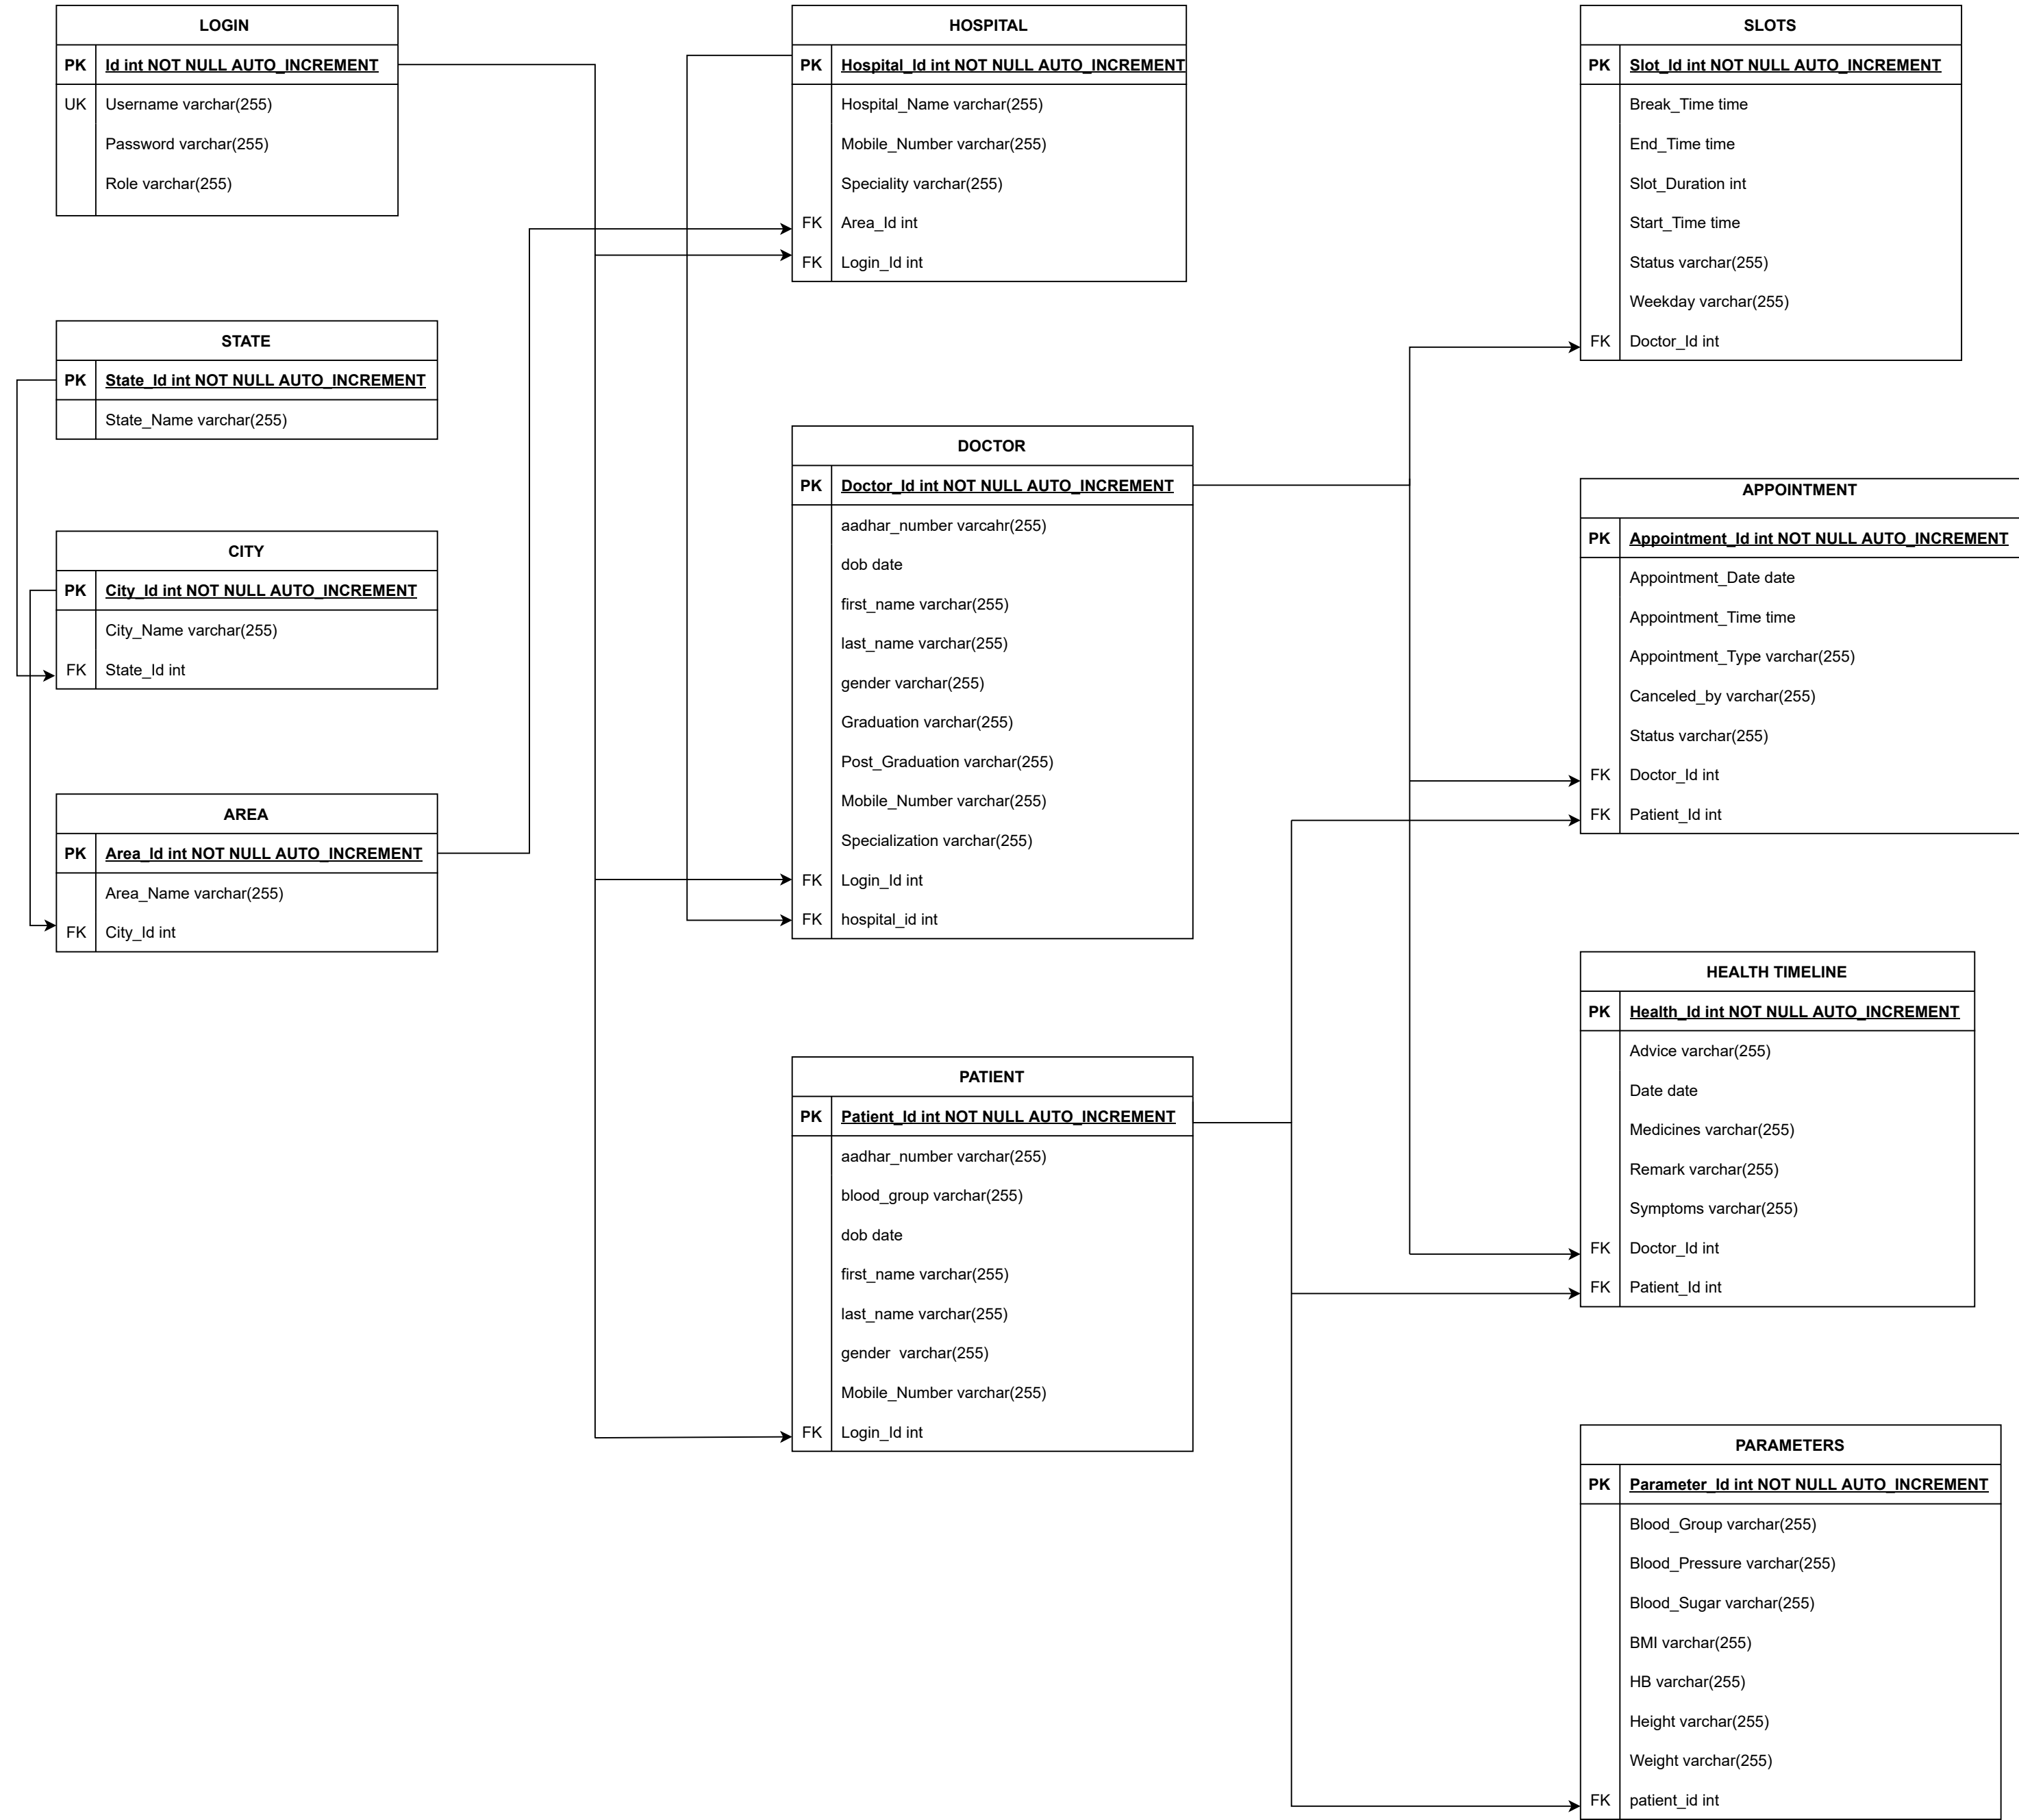 LOGIN
PK Id int NOT NULL AUTO_INCREMENT
UK Username varchar(255)
Password varchar(255)
Role varchar(255)
STATE
PK State_Id int NOT NULL AUTO_INCREMENT
State_Name varchar(255)
CITY
PK City_Id int NOT NULL AUTO_INCREMENT
City_Name varchar(255)
FK State_Id int
AREA
PK Area_Id int NOT NULL AUTO_INCREMENT
Area_Name varchar(255)
FK City_Id int
HOSPITAL
PK Hospital_Id int NOT NULL AUTO_INCREMENT
Hospital_Name varchar(255)
Mobile_Number varchar(255)
Speciality varchar(255)
FK Area_Id int
FK Login_Id int
DOCTOR
PK Doctor_Id int NOT NULL AUTO_INCREMENT
aadhar_number varcahr(255)
dob date
first_name varchar(255)
last_name varchar(255)
gender varchar(255)
Graduation varchar(255)
Post_Graduation varchar(255)
Mobile_Number varchar(255)
Specialization varchar(255)
FK Login_Id int
FK hospital_id int
PATIENT
PK Patient_Id int NOT NULL AUTO_INCREMENT
aadhar_number varchar(255)
blood_group varchar(255)
dob date
first_name varchar(255)
last_name varchar(255)
gender varchar(255)
Mobile_Number varchar(255)
FK Login_Id int
SLOTS
PK Slot_Id int NOT NULL AUTO_INCREMENT
Break_Time time
End_Time time
Slot_Duration int
Start_Time time
Status varchar(255)
Weekday varchar(255)
FK Doctor_Id int
APPOINTMENT
PK Appointment_Id int NOT NULL AUTO_INCREMENT
Appointment_Date date
Appointment_Time time
Appointment_Type varchar(255)
Canceled_by varchar(255)
Status varchar(255)
FK Doctor_Id int
FK Patient_Id int
HEALTH TIMELINE
PK Health_Id int NOT NULL AUTO_INCREMENT
Advice varchar(255)
Date date
Medicines varchar(255)
Remark varchar(255)
Symptoms varchar(255)
FK Doctor_Id int
FK Patient_Id int
PARAMETERS
PK Parameter_Id int NOT NULL AUTO_INCREMENT
Blood_Group varchar(255)
Blood_Pressure varchar(255)
Blood_Sugar varchar(255)
BMI varchar(255)
HB varchar(255)
Height varchar(255)
Weight varchar(255)
FK patient_id int